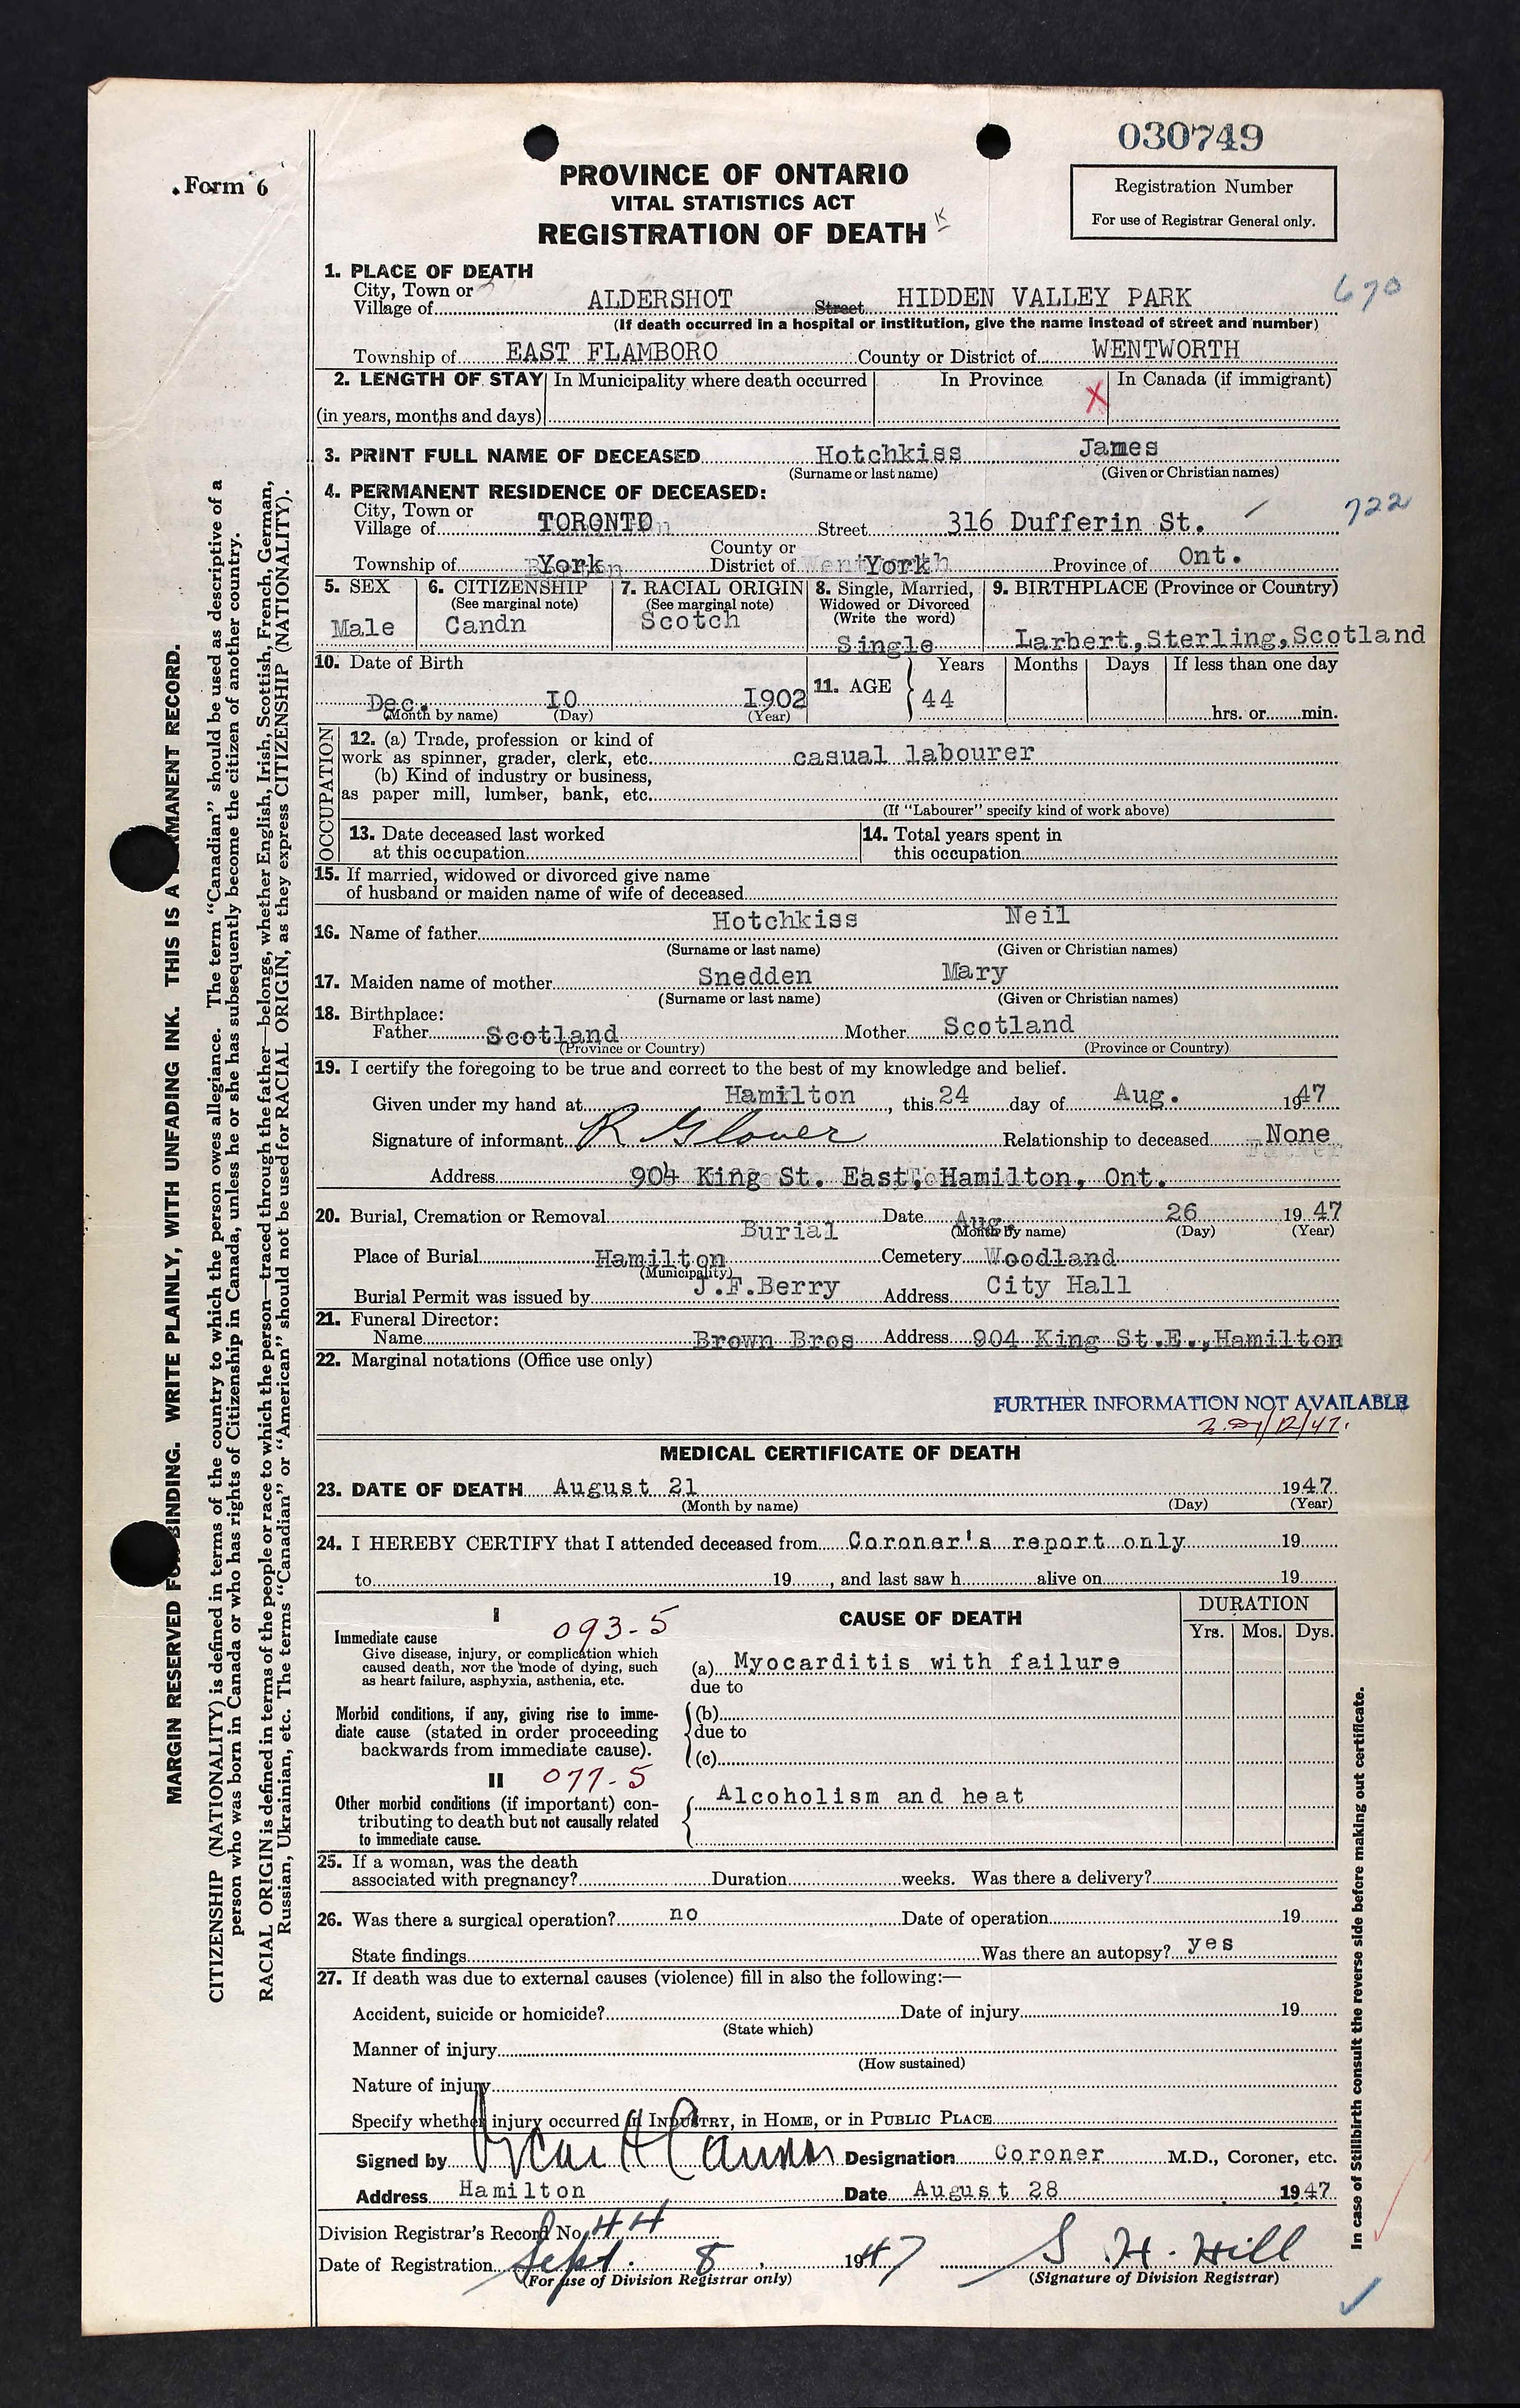 030749
.Form 6
PROVINCE OF ONTARIO
VITAL STATISTICS ACT
REGISTRATION OF DEATH K
Registration Number
For use of Registrar General only.
1. PLACE OF DEATH
City, Town or
Village of ALDERSHOT Street HIDDEN VALLEY PARK 670
(If death occurred in a hospital or institution, give the name instead of street and number)
Township of EAST FLAMBORO County or District of WENTWORTH
2. LENGTH OF STAY In Municipality where death occurred In Province In Canada (if immigrant)
(in years, months and days) X
3. PRINT FULL NAME OF DECEASED Hotchkiss James
(Surname or last name) (Given or Christian names)
4. PERMANENT RESIDENCE OF DECEASED:
City, Town or
Village of TORONTO Street 316 Dufferin St. 722
Township of York County or District of York Province of Ont.
5. SEX 6. CITIZENSHIP 7. RACIAL ORIGIN 8. Single, Married, 9. BIRTHPLACE (Province or Country)
(See marginal note) (See marginal note) Widowed or Divorced
(Write the word)
Male Candn Scotch Single Larbert,Sterling,Scotland
10. Date of Birth 11. AGE Years Months Days If less than one day
Dec. I0 I902 44 hrs. or min.
(Month by name) (Day) (Year)
OCCUPATION
12. (a) Trade, profession or kind of
work as spinner, grader, clerk, etc. casual labourer
(b) Kind of industry or business,
as paper mill, lumber, bank, etc.
(If "Labourer" specify kind of work above)
13. Date deceased last worked 14. Total years spent in
at this occupation this occupation
15. If married, widowed or divorced give name
of husband or maiden name of wife of deceased
16. Name of father Hotchkiss Neil
(Surname or last name) (Given or Christian names)
17. Maiden name of mother Snedden Mary
(Surname or last name) (Given or Christian names)
18. Birthplace:
Father Scotland Mother Scotland
(Province or Country) (Province or Country)
19. I certify the foregoing to be true and correct to the best of my knowledge and belief.
Given under my hand at Hamilton, this 24 day of Aug. 1947
Signature of informant R Glover Relationship to deceased None
Address 904 King St. East, Hamilton, Ont.
20. Burial, Cremation or Removal Burial Date Aug. 26 1947
(Month by name) (Day) (Year)
Place of Burial Hamilton Cemetery Woodland
(Municipality)
Burial Permit was issued by J.F.Berry Address City Hall
21. Funeral Director:
Name Brown Bros Address 904 King St.E.,Hamilton
22. Marginal notations (Office use only)
FURTHER INFORMATION NOT AVAILABLE
MEDICAL CERTIFICATE OF DEATH
23. DATE OF DEATH August 21 1947
(Month by name) (Day) (Year)
24. I HEREBY CERTIFY that I attended deceased from Coroner's report only 19
to 19, and last saw h alive on 19
I 093-5 CAUSE OF DEATH DURATION
Yrs. Mos. Dys.
Immediate cause
Give disease, injury, or complication which
caused death, NOT the mode of dying, such
as heart failure, asphyxia, asthenia, etc.
(a) Myocarditis with failure
due to
Morbid conditions, if any, giving rise to imme-
diate cause (stated in order proceeding
backwards from immediate cause).
(b)
due to
(c)
II 077-5
Other morbid conditions (if important) con-
tributing to death but not causally related
to immediate cause.
Alcoholism and heat
25. If a woman, was the death
associated with pregnancy? Duration weeks. Was there a delivery?
26. Was there a surgical operation? no Date of operation 19
State findings Was there an autopsy? yes
27. If death was due to external causes (violence) fill in also the following:—
Accident, suicide or homicide? Date of injury 19
(State which)
Manner of injury
(How sustained)
Nature of injury
Specify whether injury occurred in INDUSTRY, in HOME, or in PUBLIC PLACE
Signed by Designation Coroner M.D., Coroner, etc.
Address Hamilton Date August 28 1947
Division Registrar's Record No. 44
Date of Registration Sept. 8 1947 S. H. Hill
(For use of Division Registrar only) (Signature of Division Registrar)
MARGIN RESERVED FOR BINDING. WRITE PLAINLY, WITH UNFADING INK. THIS IS A PERMANENT RECORD.
CITIZENSHIP (NATIONALITY) is defined in terms of the country to which the person owes allegiance. The term "Canadian" should be used as descriptive of a
person who was born in Canada or who has rights of Citizenship in Canada, unless he or she has subsequently become the citizen of another country.
RACIAL ORIGIN is defined in terms of the people or race to which the person—traced through the father—belongs, whether English, Irish, Scottish, French, German,
Russian, Ukrainian, etc. The terms "Canadian" or "American" should not be used for RACIAL ORIGIN, as they express CITIZENSHIP (NATIONALITY).
In case of Stillbirth consult the reverse side before making out certificate.